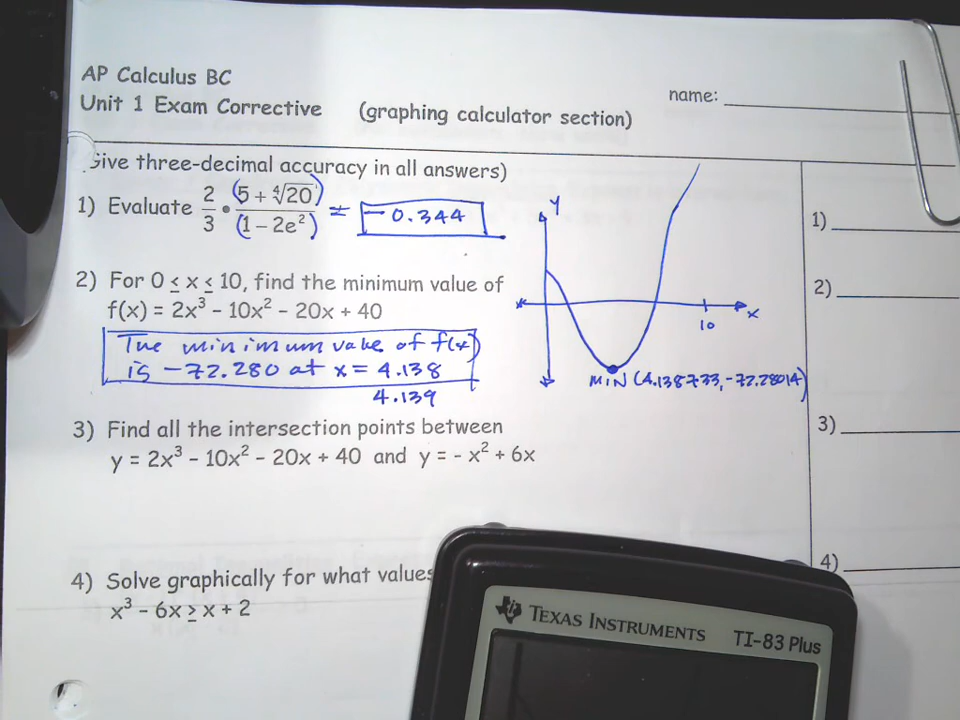 AP Calculus BC
Unit 1 Exam Corrective (graphing calculator section)
name:
Give three-decimal accuracy in all answers)
1) Evaluate 2/3 • (5 + ∜20)/(1 - 2e²) = -0.344
2) For 0 ≤ x ≤ 10, find the minimum value of
f(x) = 2x³ - 10x² - 20x + 40
The minimum value of f(x)
is -72.280 at x = 4.138
4.139
y
x
10
MIN (4.138733, -72.28014)
3) Find all the intersection points between
y = 2x³ - 10x² - 20x + 40 and y = - x² + 6x
4) Solve graphically for what values
x³ - 6x ≥ x + 2
1)
2)
3)
4)
TEXAS INSTRUMENTS TI-83 Plus